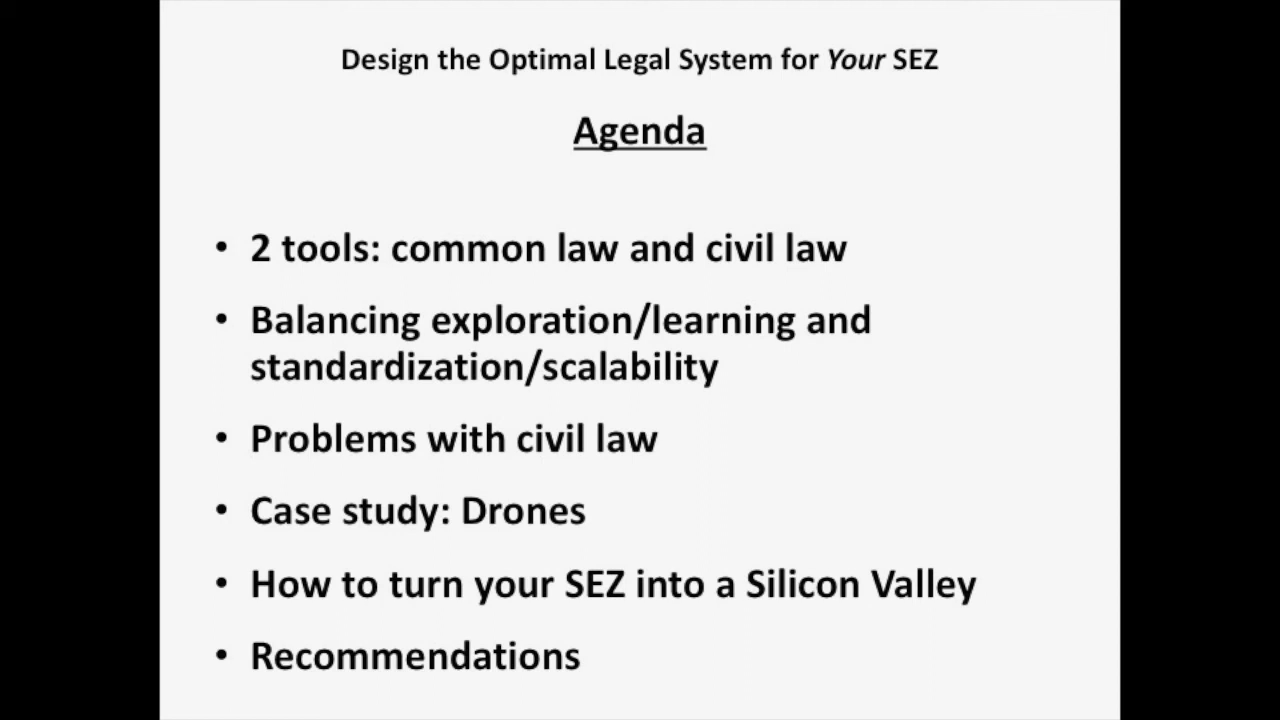 Design the Optimal Legal System for Your SEZ
Agenda
• 2 tools: common law and civil law
• Balancing exploration/learning and
standardization/scalability
• Problems with civil law
• Case study: Drones
• How to turn your SEZ into a Silicon Valley
• Recommendations